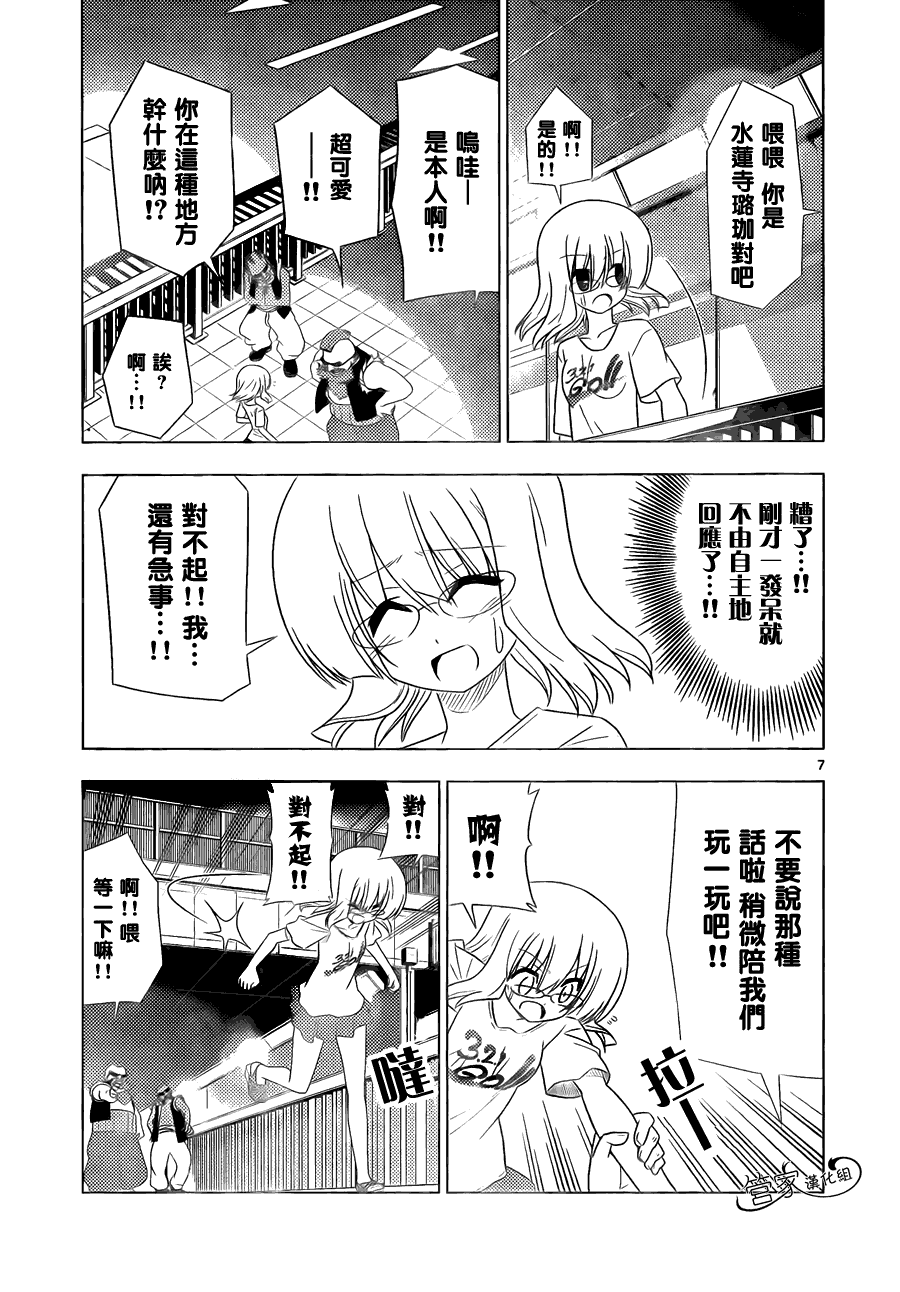 喂喂 你是
水蓮寺璐珈對吧
啊!!
是的!!
嗚哇—
是本人啊!!
超可愛
—!!
你在這種地方
幹什麼吶!?
誒?
啊…!!
糟了…!!
剛才一發呆就
不由自主地
回應了…!!
對不起!!我…
還有急事…!!
7
不要說那種
話啦 稍微陪我們
玩一玩吧!!
啊!!
拉—
3.21
Go!!
對!!
對不起!!
噠
啊!!喂
等一下嘛!!
管家漢化組